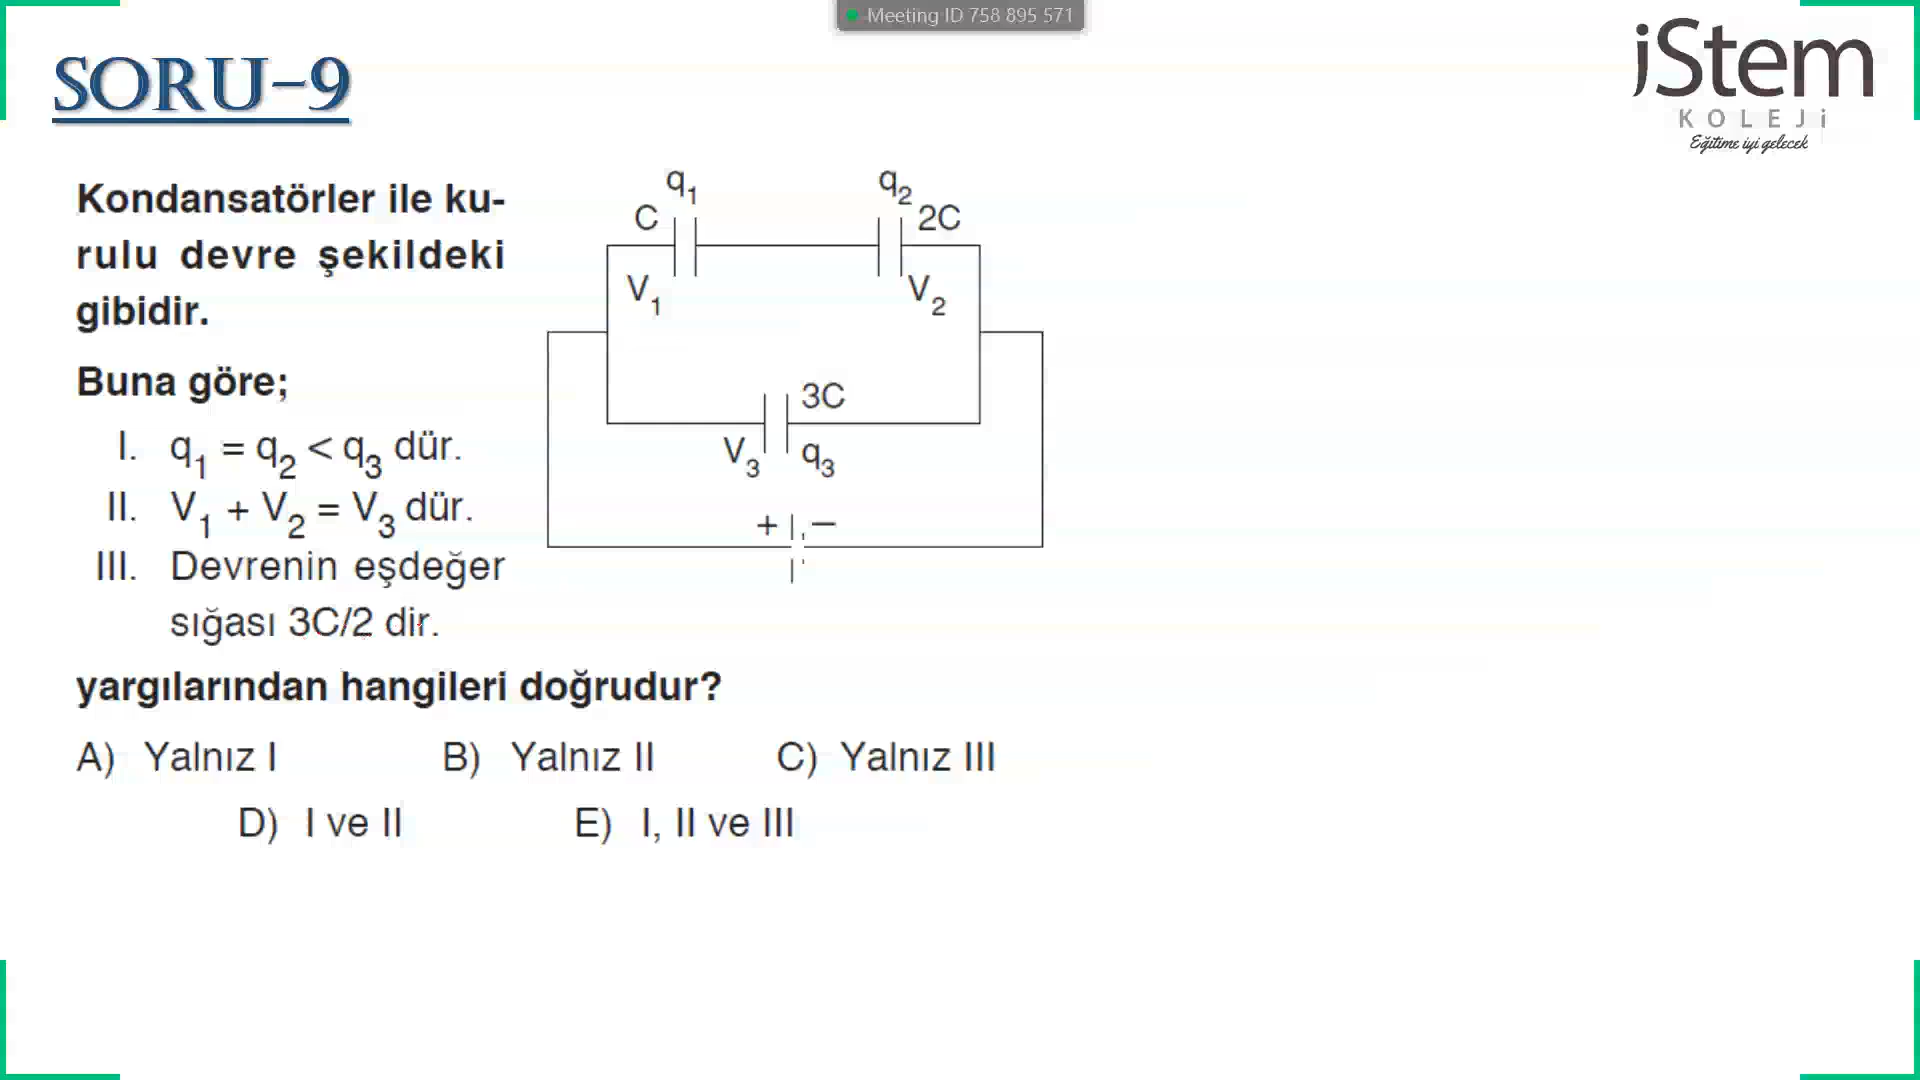 Meeting ID 758 895 571
SORU-9
iStem
KOLEJi
Eğitime iyi gelecek
Kondansatörler ile ku-
rulu devre şekildeki
gibidir.
Buna göre;
I. q1 = q2 < q3 dür.
II. V1 + V2 = V3 dür.
III. Devrenin eşdeğer
sığası 3C/2 dir.
q1 q2
C 2C
V1 V2
3C
V3 q3
+ −
yargılarından hangileri doğrudur?
A) Yalnız I B) Yalnız II C) Yalnız III
D) I ve II E) I, II ve III